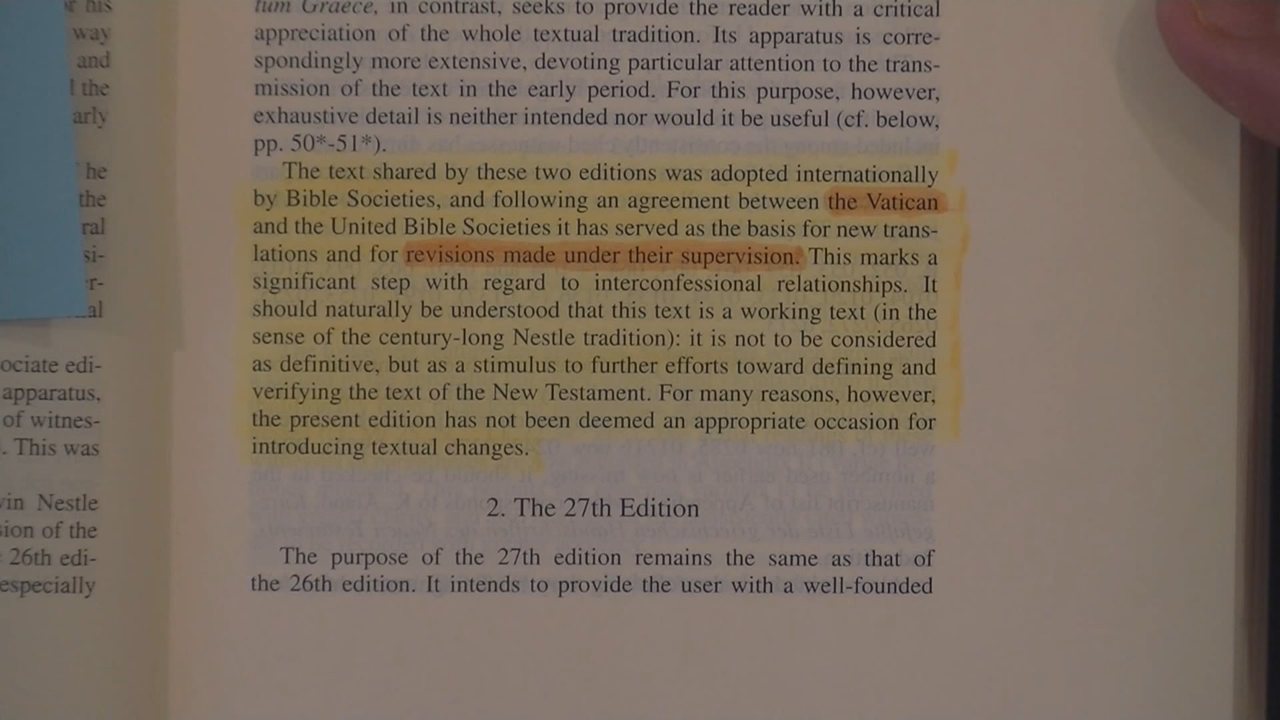 his
way
and
the
arly
he
the
ral
si-
r-
al
ociate edi-
apparatus,
of witnes-
. This was
vin Nestle
sion of the
26th edi-
especially
tum Graece, in contrast, seeks to provide the reader with a critical
appreciation of the whole textual tradition. Its apparatus is corre-
spondingly more extensive, devoting particular attention to the trans-
mission of the text in the early period. For this purpose, however,
exhaustive detail is neither intended nor would it be useful (cf. below,
pp. 50*-51*).
The text shared by these two editions was adopted internationally
by Bible Societies, and following an agreement between the Vatican
and the United Bible Societies it has served as the basis for new trans-
lations and for revisions made under their supervision. This marks a
significant step with regard to interconfessional relationships. It
should naturally be understood that this text is a working text (in the
sense of the century-long Nestle tradition): it is not to be considered
as definitive, but as a stimulus to further efforts toward defining and
verifying the text of the New Testament. For many reasons, however,
the present edition has not been deemed an appropriate occasion for
introducing textual changes.
2. The 27th Edition
The purpose of the 27th edition remains the same as that of
the 26th edition. It intends to provide the user with a well-founded